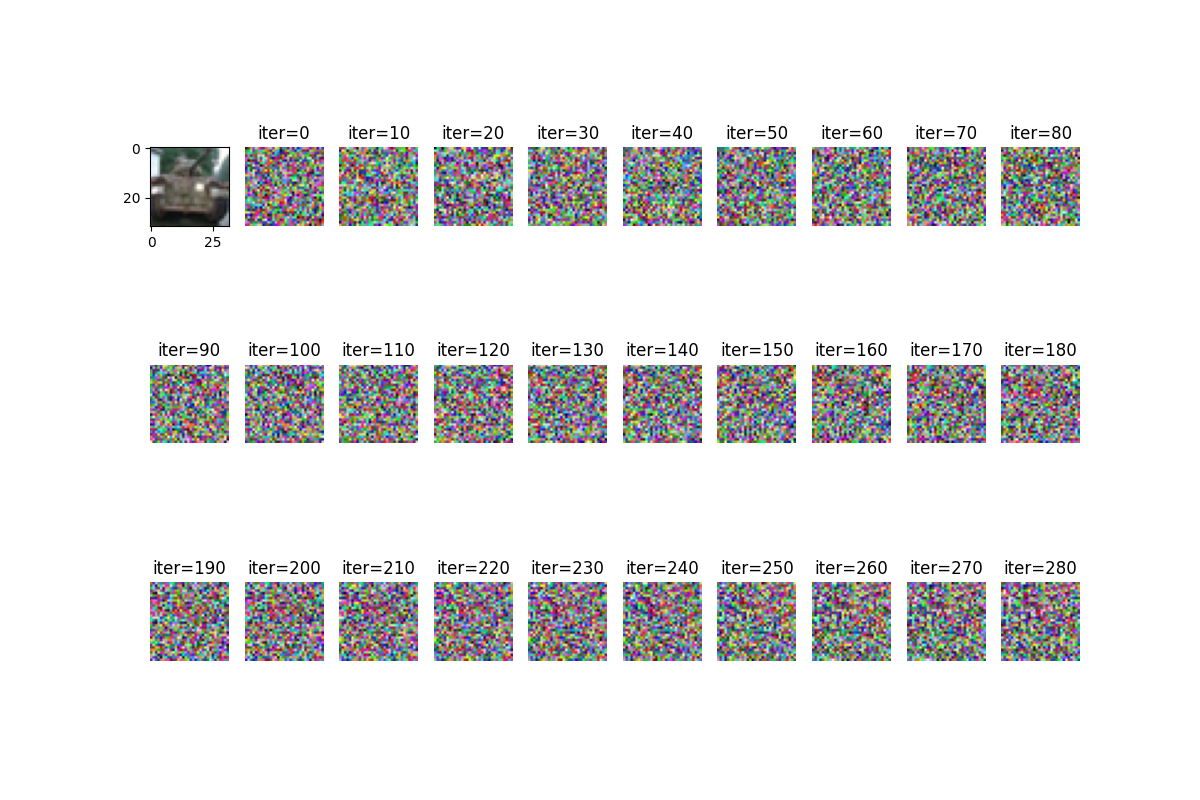 iter=0 iter=10 iter=20 iter=30 iter=40 iter=50 iter=60 iter=70 iter=80
0
20
0 25
iter=90 iter=100 iter=110 iter=120 iter=130 iter=140 iter=150 iter=160 iter=170 iter=180
iter=190 iter=200 iter=210 iter=220 iter=230 iter=240 iter=250 iter=260 iter=270 iter=280